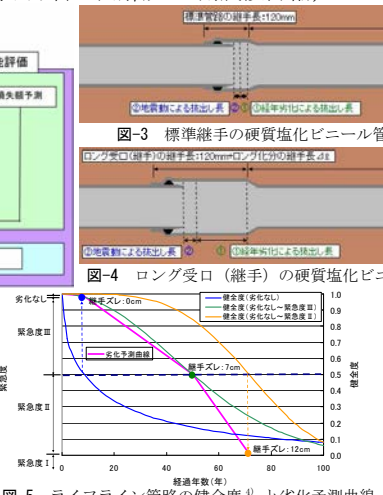 評価
失額予測
標準管路の継手長:120mm
②地震動による抜出し長 ② ① ①経年劣化による抜出し長
図-3 標準継手の硬質塩化ビニール管
ロング受口(継手)の継手長:120mm+ロング化分の継手長⊿ℓ
②地震動による抜出し長 ② ① ①経年劣化による抜出し長
図-4 ロング受口(継手)の硬質塩化ビニ
劣化なし
緊急度Ⅲ
緊急度Ⅱ
緊急度Ⅰ
緊急度
継手ズレ:0cm
健全度(劣化なし)
健全度(劣化なし~緊急度Ⅲ)
健全度(劣化なし~緊急度Ⅱ)
劣化予測曲線
継手ズレ:7cm
継手ズレ:12cm
1.0
0.9
0.8
0.7
0.6
0.5
0.4
0.3
0.2
0.1
0.0
健全度
0 20 40 60 80 100
経過年数(年)
図-5 ライフライン管路の健全度 と劣化予測曲線